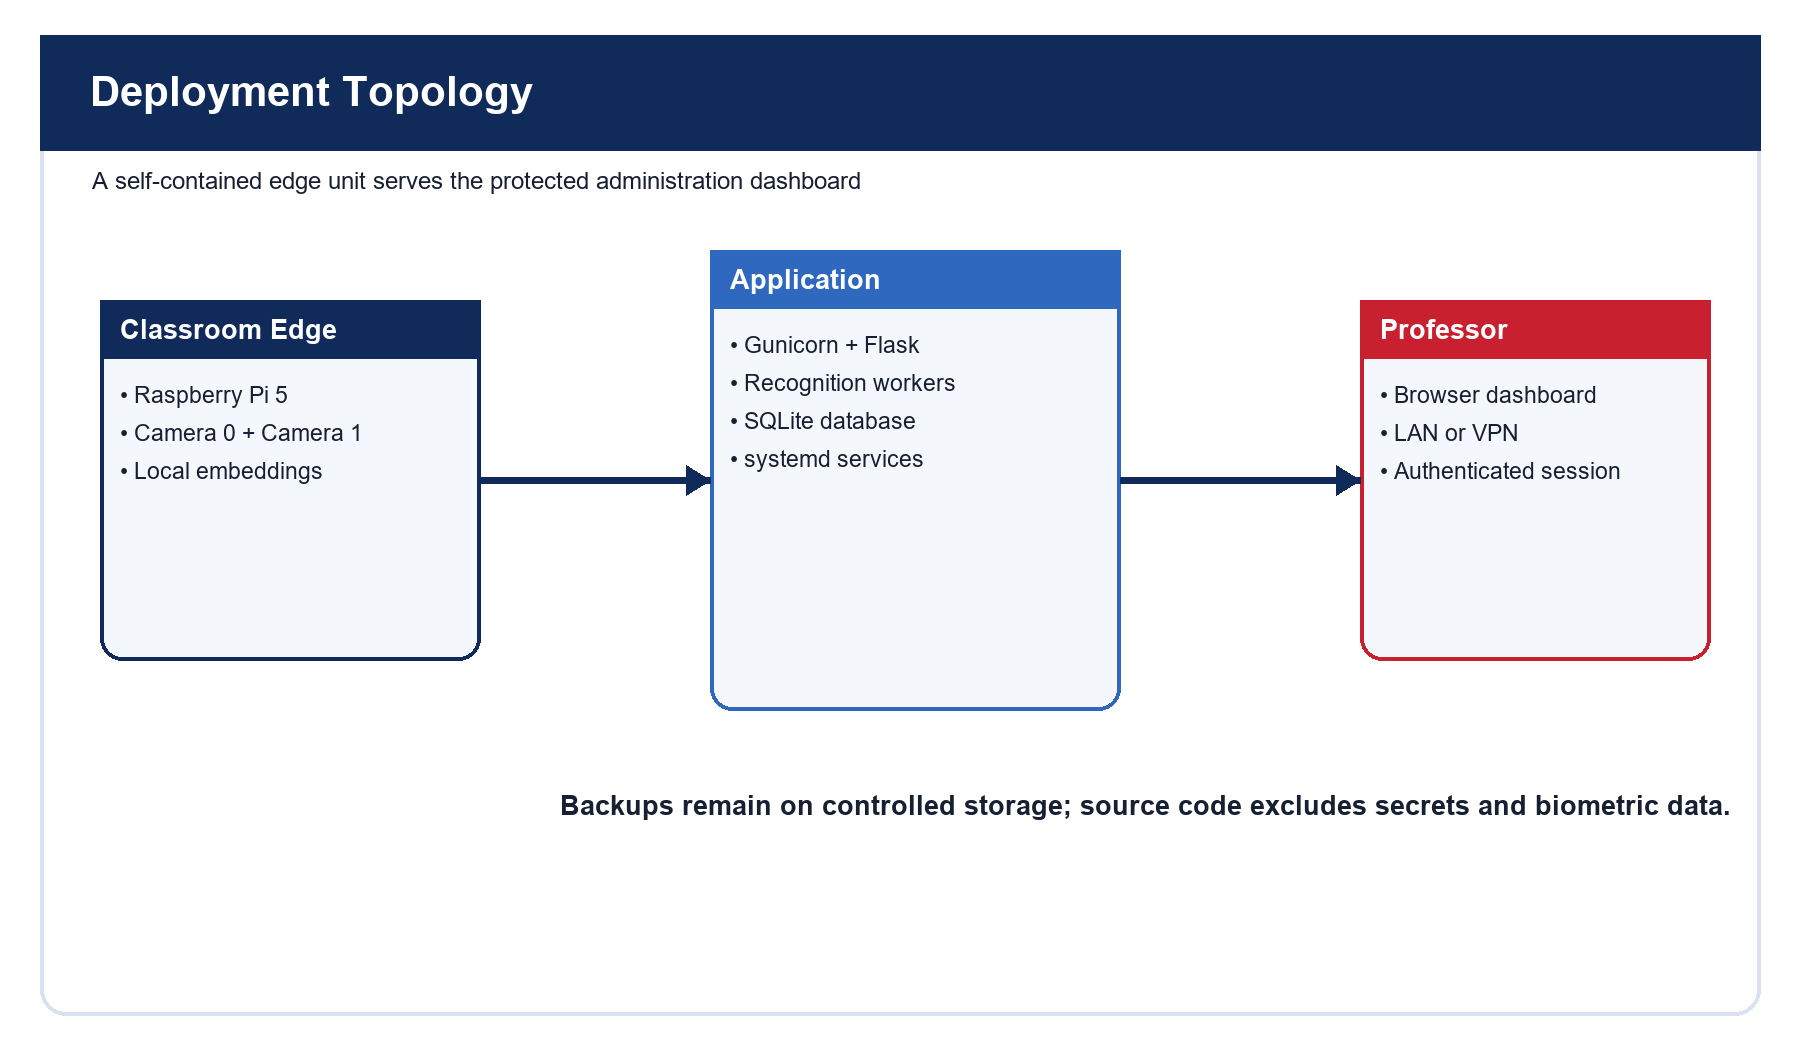 Deployment Topology
A self-contained edge unit serves the protected administration dashboard
Classroom Edge
• Raspberry Pi 5
• Camera 0 + Camera 1
• Local embeddings
Application
• Gunicorn + Flask
• Recognition workers
• SQLite database
• systemd services
Professor
• Browser dashboard
• LAN or VPN
• Authenticated session
Backups remain on controlled storage; source code excludes secrets and biometric data.